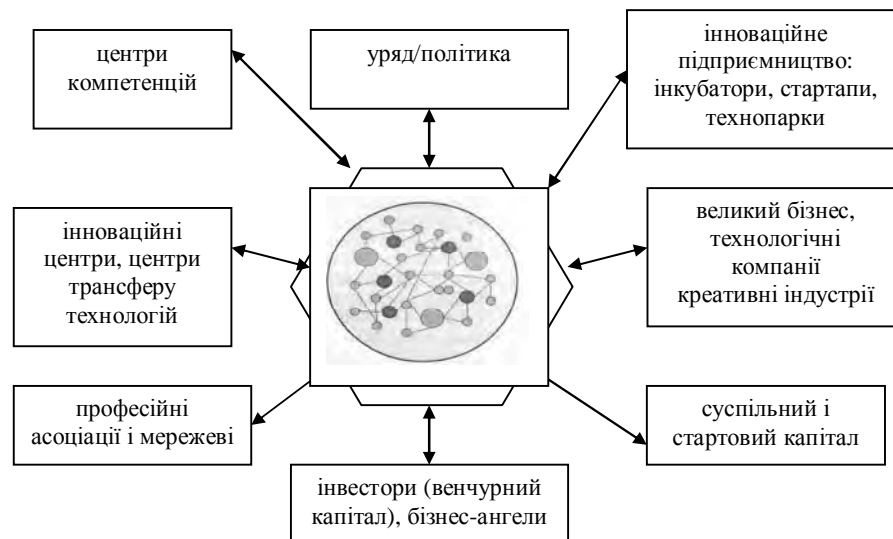 центри
компетенцій
уряд/політика
інноваційне
підприємництво:
інкубатори, стартапи,
технопарки
інноваційні
центри, центри
трансферу
технологій
великий бізнес,
технологічні
компанії
креативні індустрії
професійні
асоціації і мережеві
суспільний і
стартовий капітал
інвестори (венчурний
капітал), бізнес-ангели